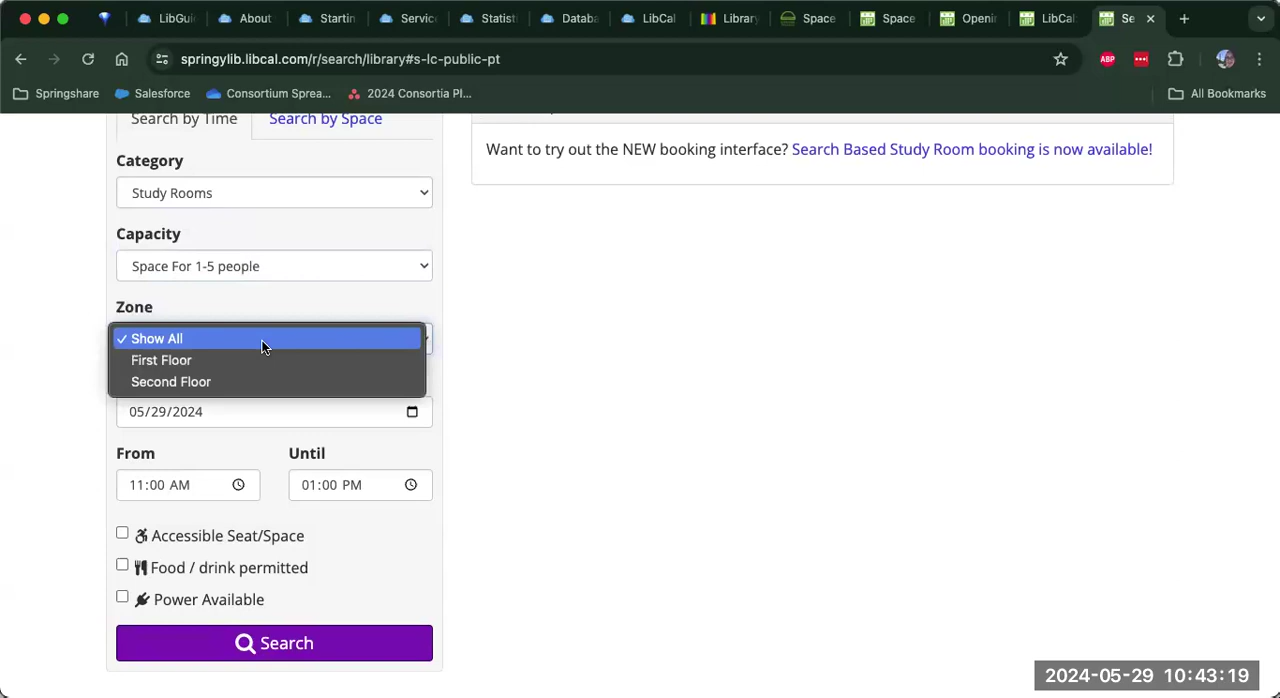 LibGui
About
Startin
Servic
Statist
Datab
LibCal
Library
Space
Space
Openi
LibCal
Se
springylib.libcal.com/r/search/library#s-lc-public-pt
ABP
Springshare
Salesforce
Consortium Sprea...
2024 Consortia Pl...
All Bookmarks
Search by Time
Search by Space
Want to try out the NEW booking interface? Search Based Study Room booking is now available!
Category
Study Rooms
Capacity
Space For 1-5 people
Zone
✓ Show All
First Floor
Second Floor
05/29/2024
From Until
11:00 AM 01:00 PM
Accessible Seat/Space
Food / drink permitted
Power Available
Search
2024-05-29 10:43:19